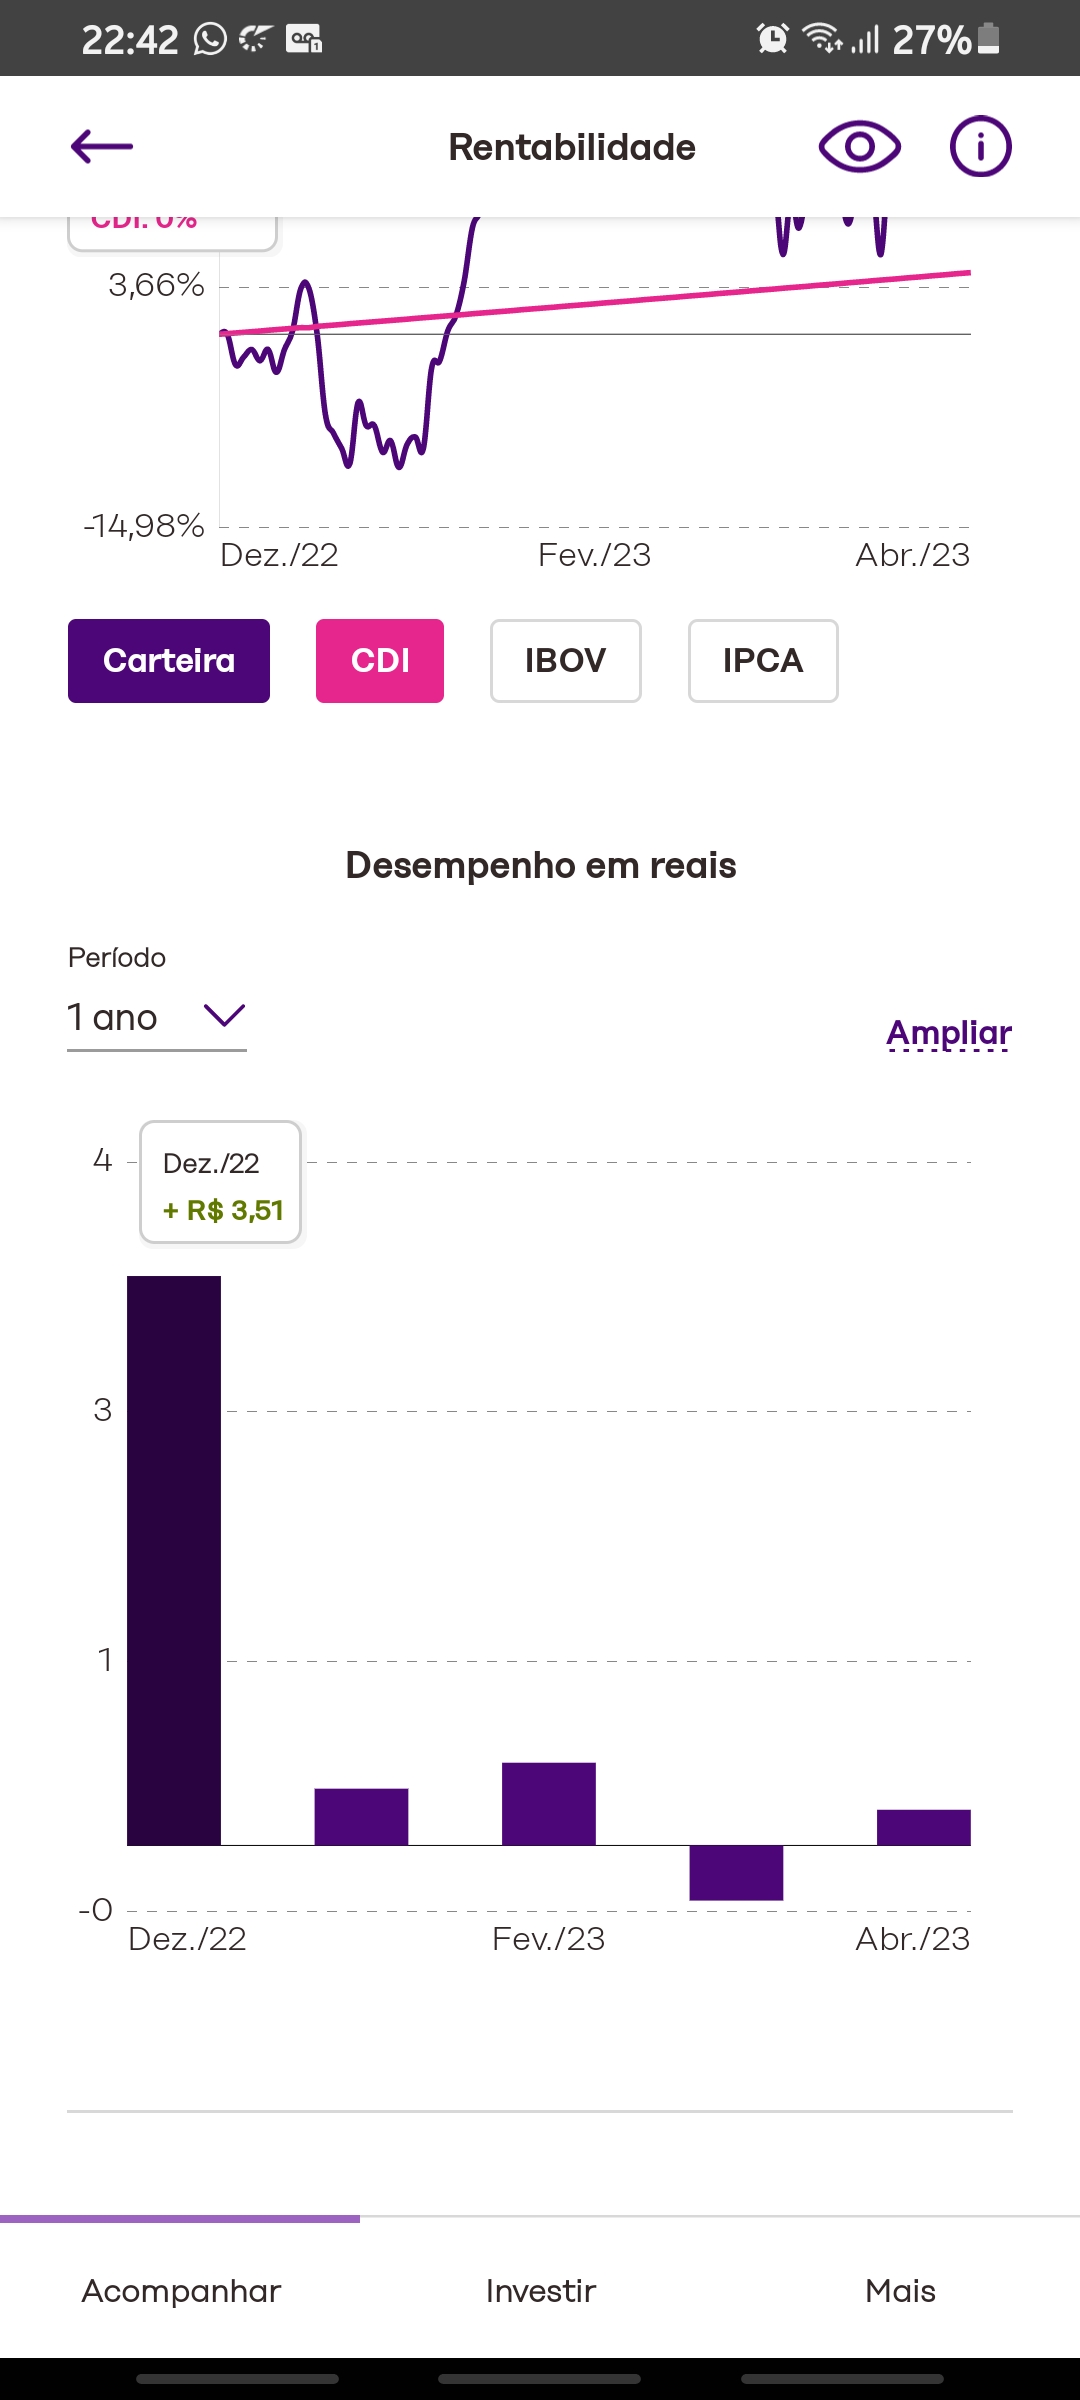 22:42 27%
Rentabilidade
CDI: 0%
3,66%
-14,98%
Dez./22 Fev./23 Abr./23
Carteira CDI IBOV IPCA
Desempenho em reais
Período
1 ano
Ampliar
4
Dez./22
+ R$ 3,51
3
1
-0
Dez./22 Fev./23 Abr./23
Acompanhar Investir Mais